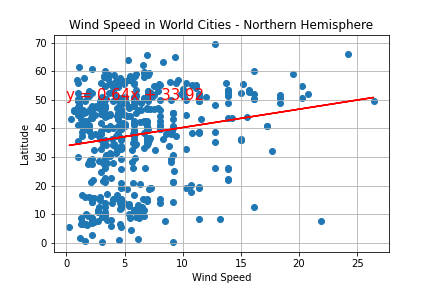 Wind Speed in World Cities - Northern Hemisphere
70
60
y = 0.64x + 33.92
50
40
30
20
10
0
Latitude
0 5 10 15 20 25
Wind Speed